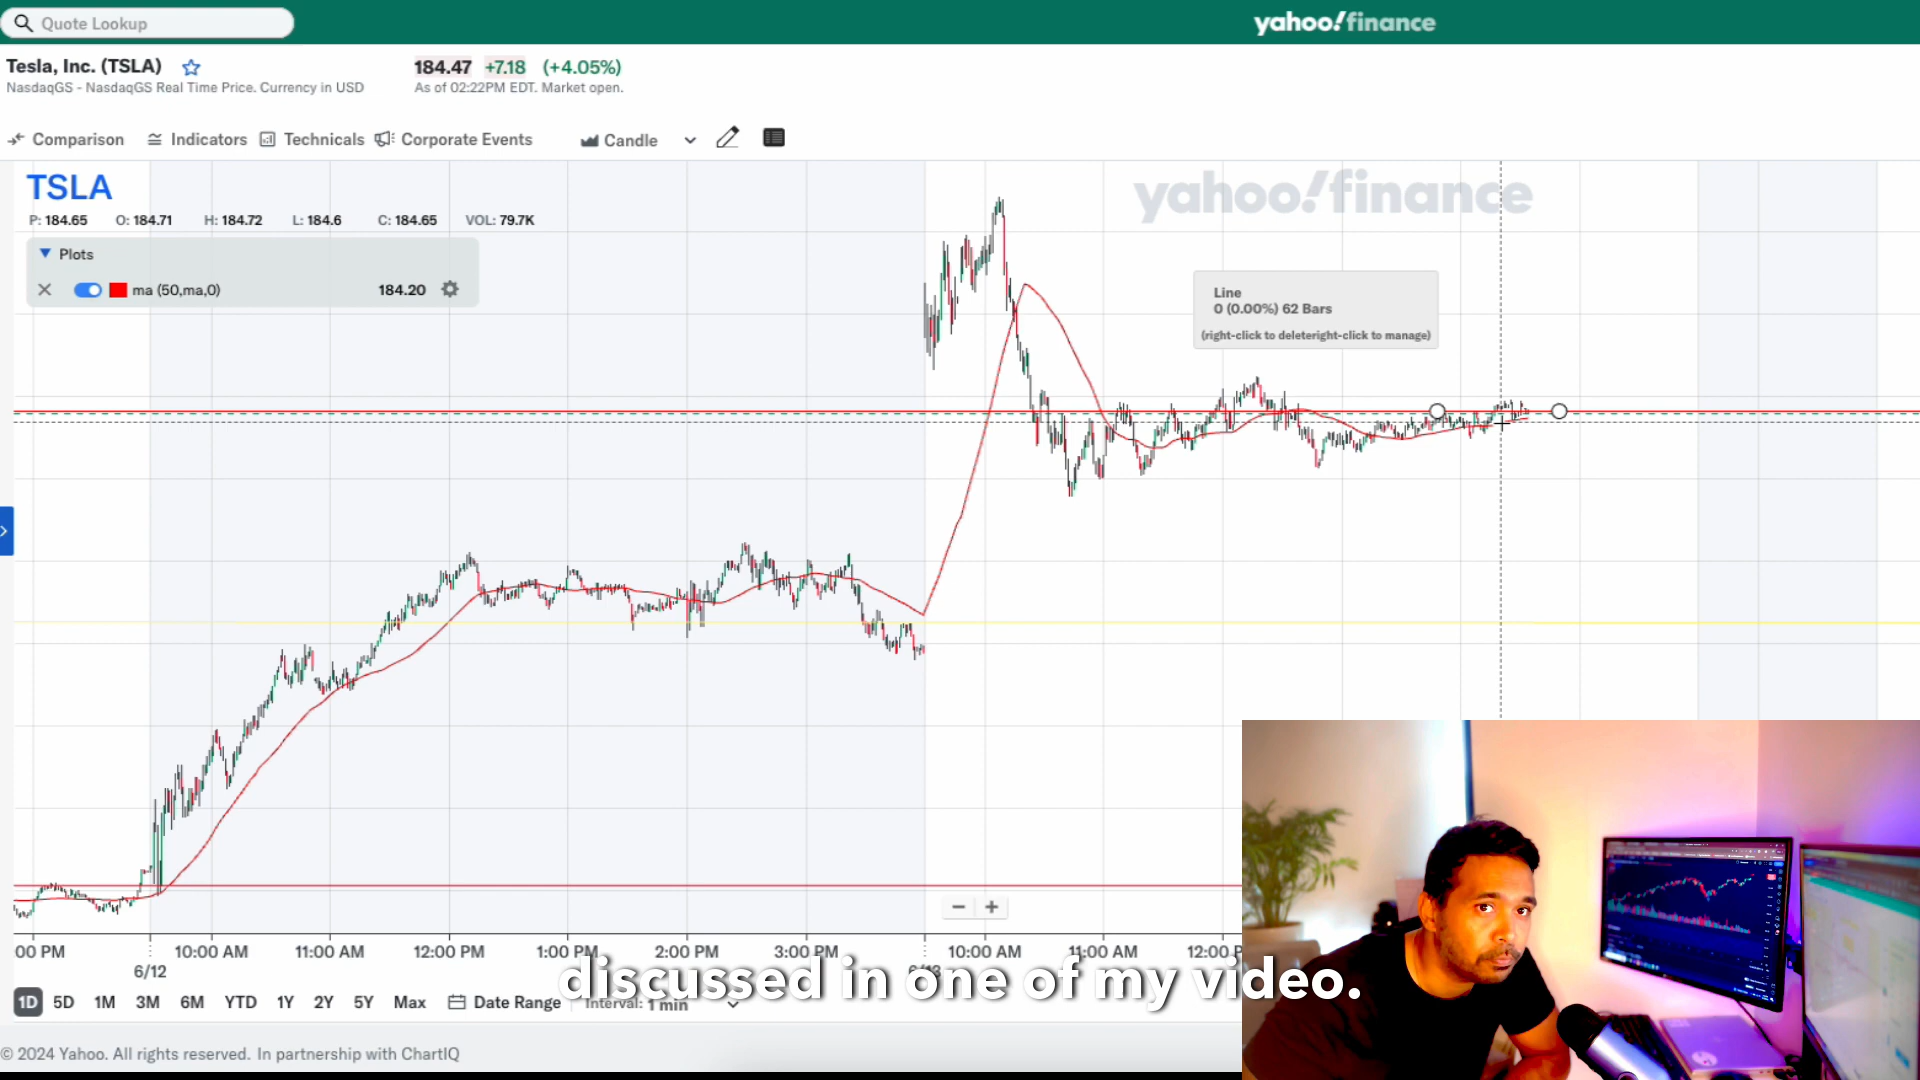 Quote Lookup
yahoo!finance
Tesla, Inc. (TSLA)
184.47 +7.18 (+4.05%)
NasdaqGS - NasdaqGS Real Time Price. Currency in USD
As of 02:22PM EDT. Market open.
Comparison Indicators Technicals Corporate Events Candle
TSLA
yahoo!finance
P: 184.65 O: 184.71 H: 184.72 L: 184.6 C: 184.65 VOL: 79.7K
Plots
ma (50,ma,0) 184.20
Line
0 (0.00%) 62 Bars
(right-click to deleteright-click to manage)
:00 PM 10:00 AM 11:00 AM 12:00 PM 1:00 PM 2:00 PM 3:00 PM 10:00 AM 11:00 AM 12:00 P
6/12
discussed in one of my video.
1D 5D 1M 3M 6M YTD 1Y 2Y 5Y Max Date Range Interval: 1 min
© 2024 Yahoo. All rights reserved. In partnership with ChartIQ